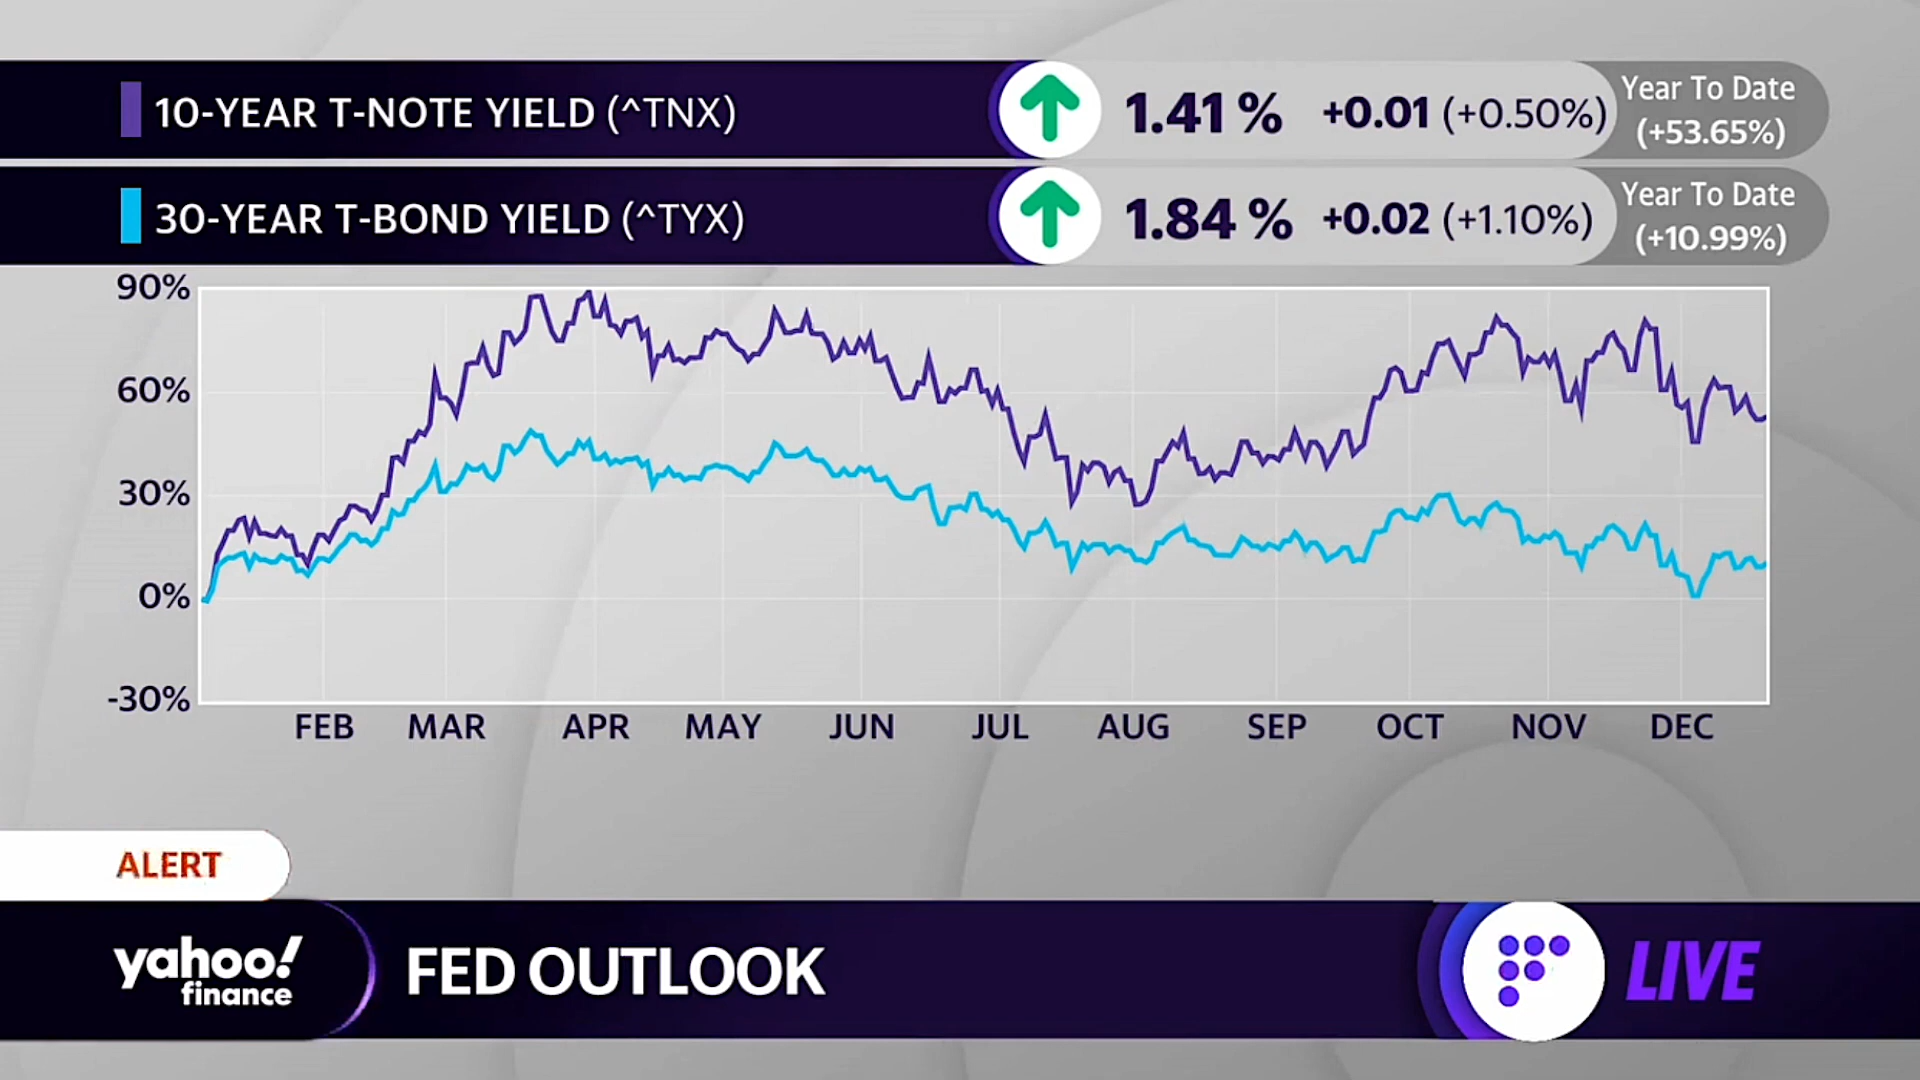 10-YEAR T-NOTE YIELD (^TNX) 1.41 % +0.01 (+0.50%) Year To Date (+53.65%)
30-YEAR T-BOND YIELD (^TYX) 1.84 % +0.02 (+1.10%) Year To Date (+10.99%)
90%
60%
30%
0%
-30%
FEB MAR APR MAY JUN JUL AUG SEP OCT NOV DEC
ALERT
yahoo!
finance
FED OUTLOOK
LIVE